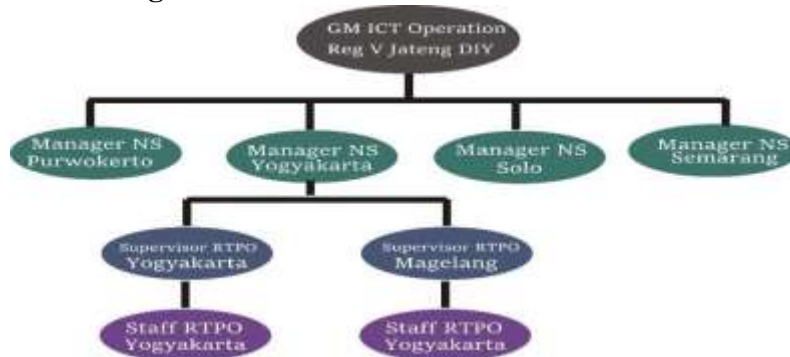 GM ICT Operation
Reg V Jateng DIY
Manager NS
Purwokerto
Manager NS
Yogyakarta
Manager NS
Solo
Manager NS
Semarang
Supervisor RTPO
Yogyakarta
Supervisor RTPO
Magelang
Staff RTPO
Yogyakarta
Staff RTPO
Yogyakarta